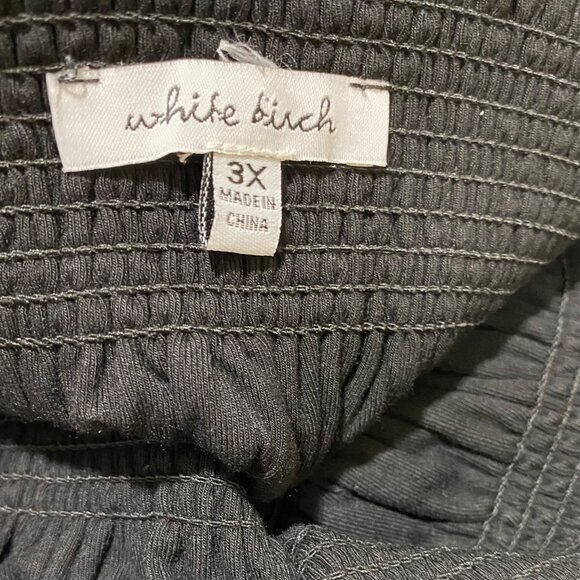 white birch
3X
MADE IN
CHINA